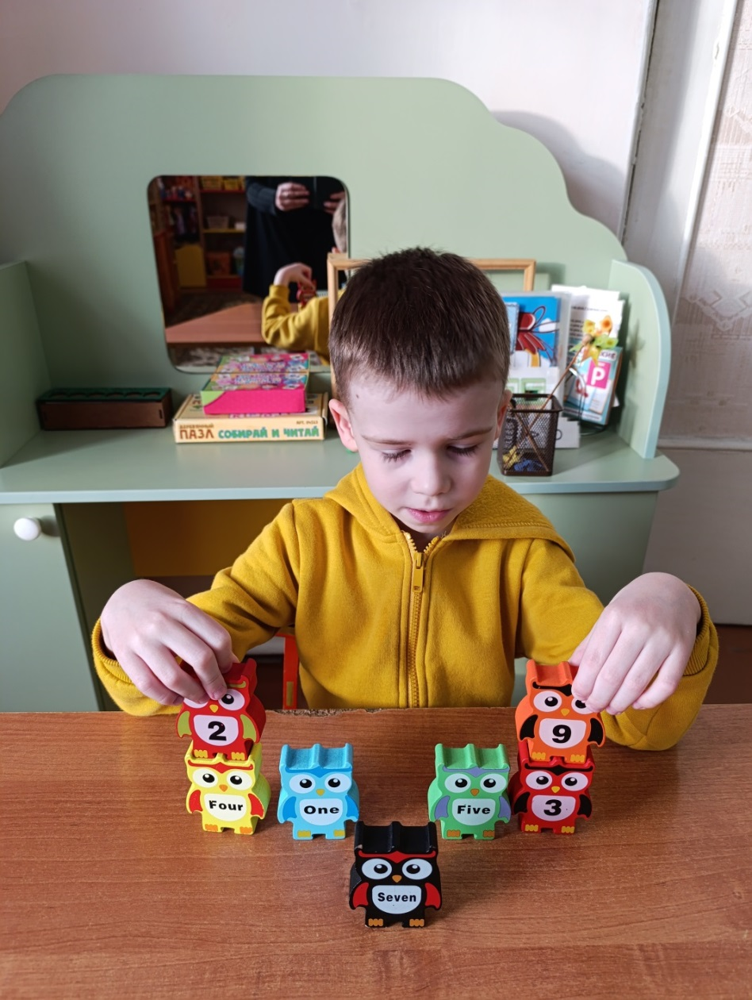 ДЕРЕВЯННЫЙ
ПАЗЛ СОБИРАЙ И ЧИТАЙ
Р
2
9
Four
One
Five
3
Seven